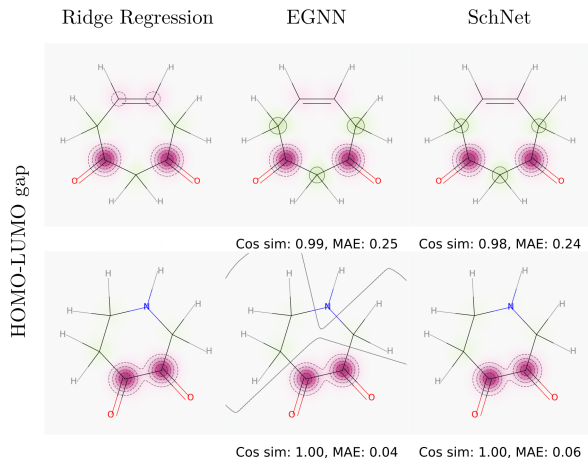 Ridge Regression EGNN SchNet
HOMO-LUMO gap
H H H H H H
H H H H H H H H H H H H
O O O O O O
H H H H H H
Cos sim: 0.99, MAE: 0.25 Cos sim: 0.98, MAE: 0.24
H H H H H H
N N N
H H H H H H
H H H
O O O O O O
Cos sim: 1.00, MAE: 0.04 Cos sim: 1.00, MAE: 0.06